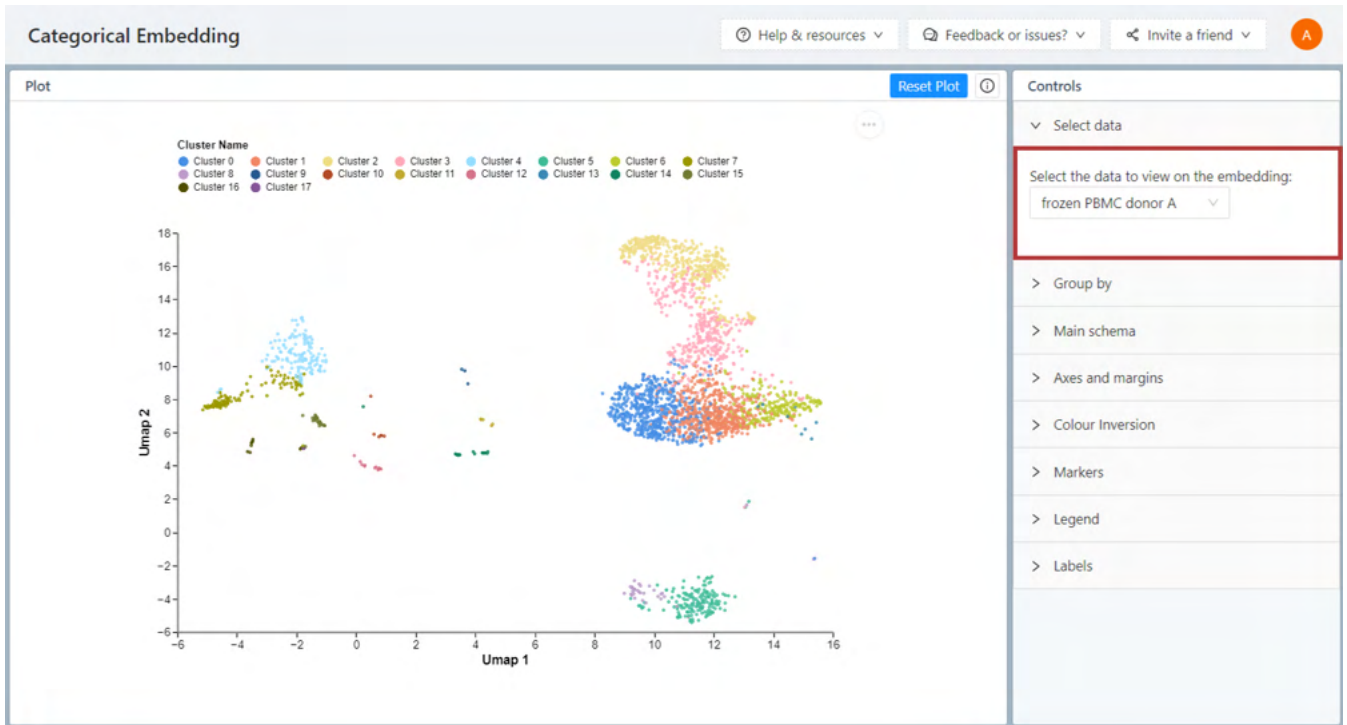 Categorical Embedding
Help & resources
Feedback or issues?
Invite a friend
A
Plot
Reset Plot
Controls
Select data
Select the data to view on the embedding:
frozen PBMC donor A
Group by
Main schema
Axes and margins
Colour Inversion
Markers
Legend
Labels
Cluster Name
Cluster 0 Cluster 1 Cluster 2 Cluster 3 Cluster 4 Cluster 5 Cluster 6 Cluster 7
Cluster 8 Cluster 9 Cluster 10 Cluster 11 Cluster 12 Cluster 13 Cluster 14 Cluster 15
Cluster 16 Cluster 17
18
16
14
12
10
8
6
4
2
0
−2
−4
−6
Umap 2
−6 −4 −2 0 2 4 6 8 10 12 14 16
Umap 1